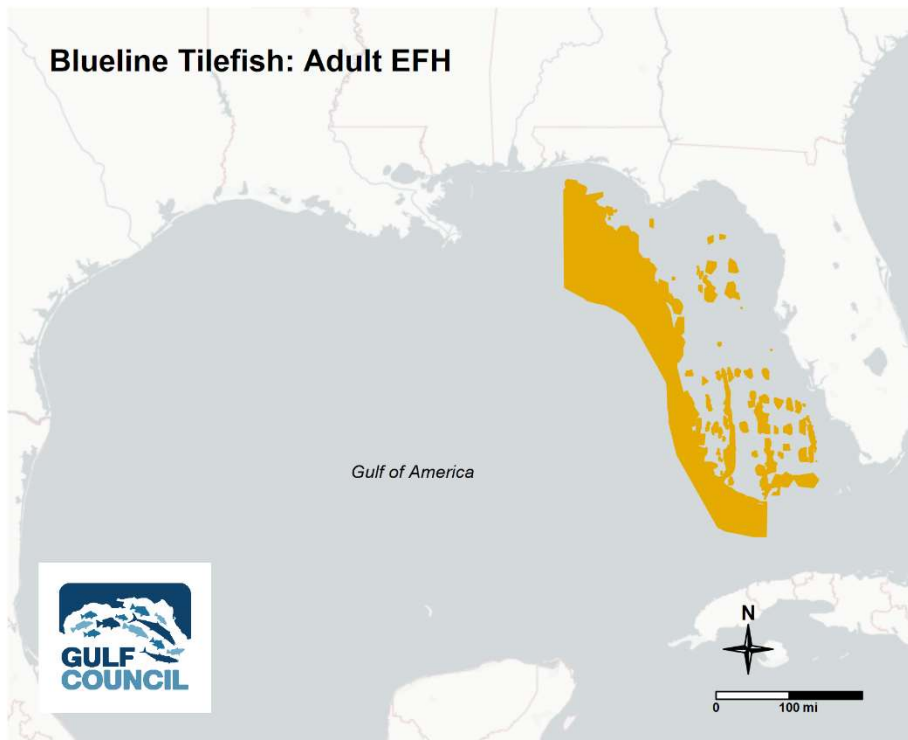 Blueline Tilefish: Adult EFH
Gulf of America
GULF
COUNCIL
N
0 100 mi